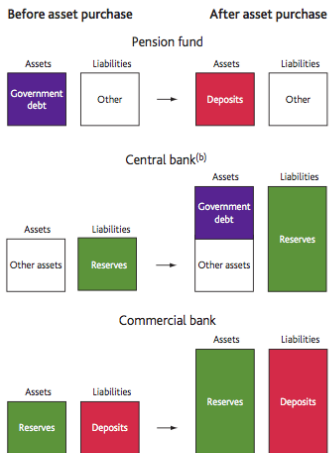 Before asset purchase After asset purchase
Pension fund
Assets Liabilities Assets Liabilities
Government
debt
Other
Deposits
Other
Central bank(b)
Assets Liabilities
Government
debt
Other assets
Reserves
Assets Liabilities
Other assets
Reserves
Commercial bank
Assets Liabilities
Reserves
Deposits
Assets Liabilities
Reserves
Deposits